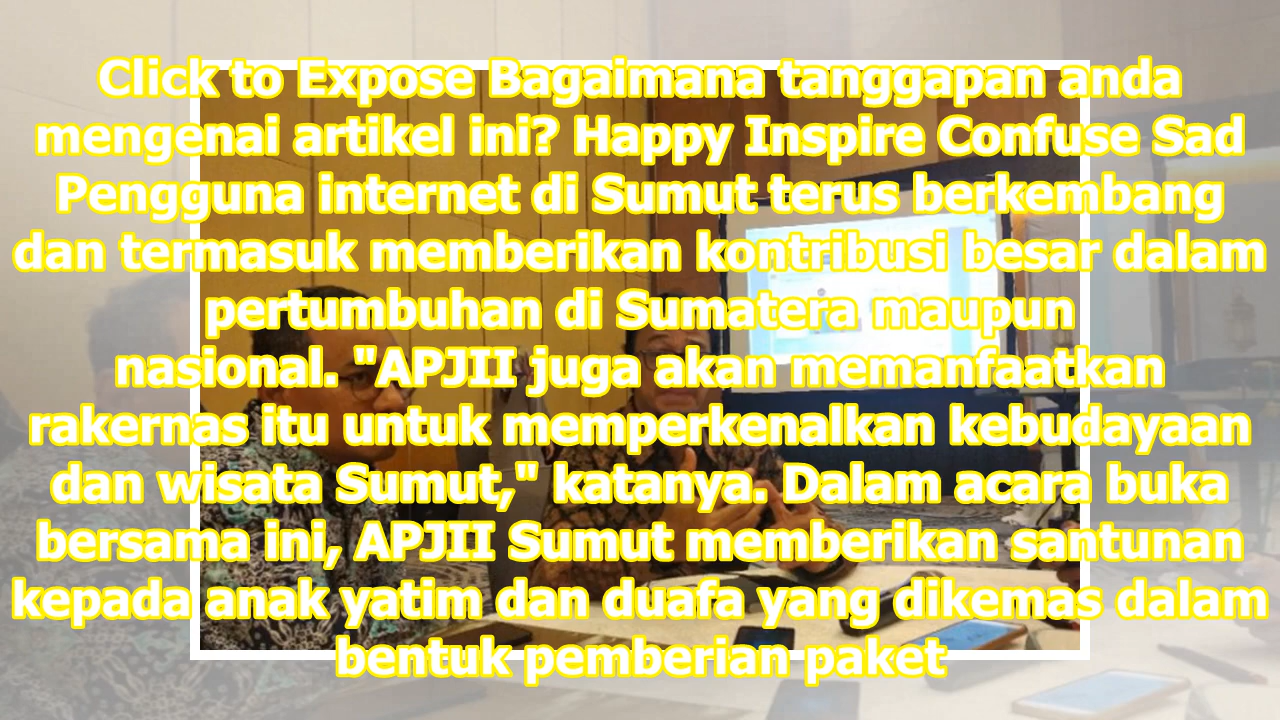 Click to Expose Bagaimana tanggapan anda
mengenai artikel ini? Happy Inspire Confuse Sad
Pengguna internet di Sumut terus berkembang
dan termasuk memberikan kontribusi besar dalam
pertumbuhan di Sumatera maupun
nasional. "APJII juga akan memanfaatkan
rakernas itu untuk memperkenalkan kebudayaan
dan wisata Sumut," katanya. Dalam acara buka
bersama ini, APJII Sumut memberikan santunan
kepada anak yatim dan duafa yang dikemas dalam
bentuk pemberian paket